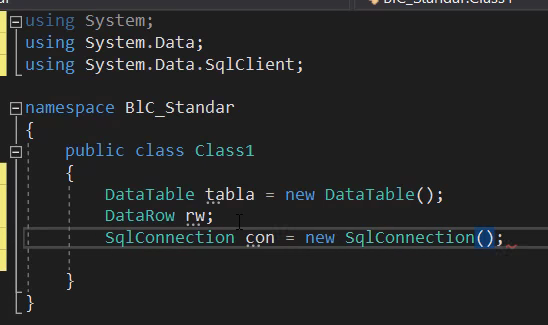 BlC_Standar.Class1
using System;
using System.Data;
using System.Data.SqlClient;
namespace BlC_Standar
{
public class Class1
{
DataTable tabla = new DataTable();
DataRow rw;
SqlConnection con = new SqlConnection();
}
}